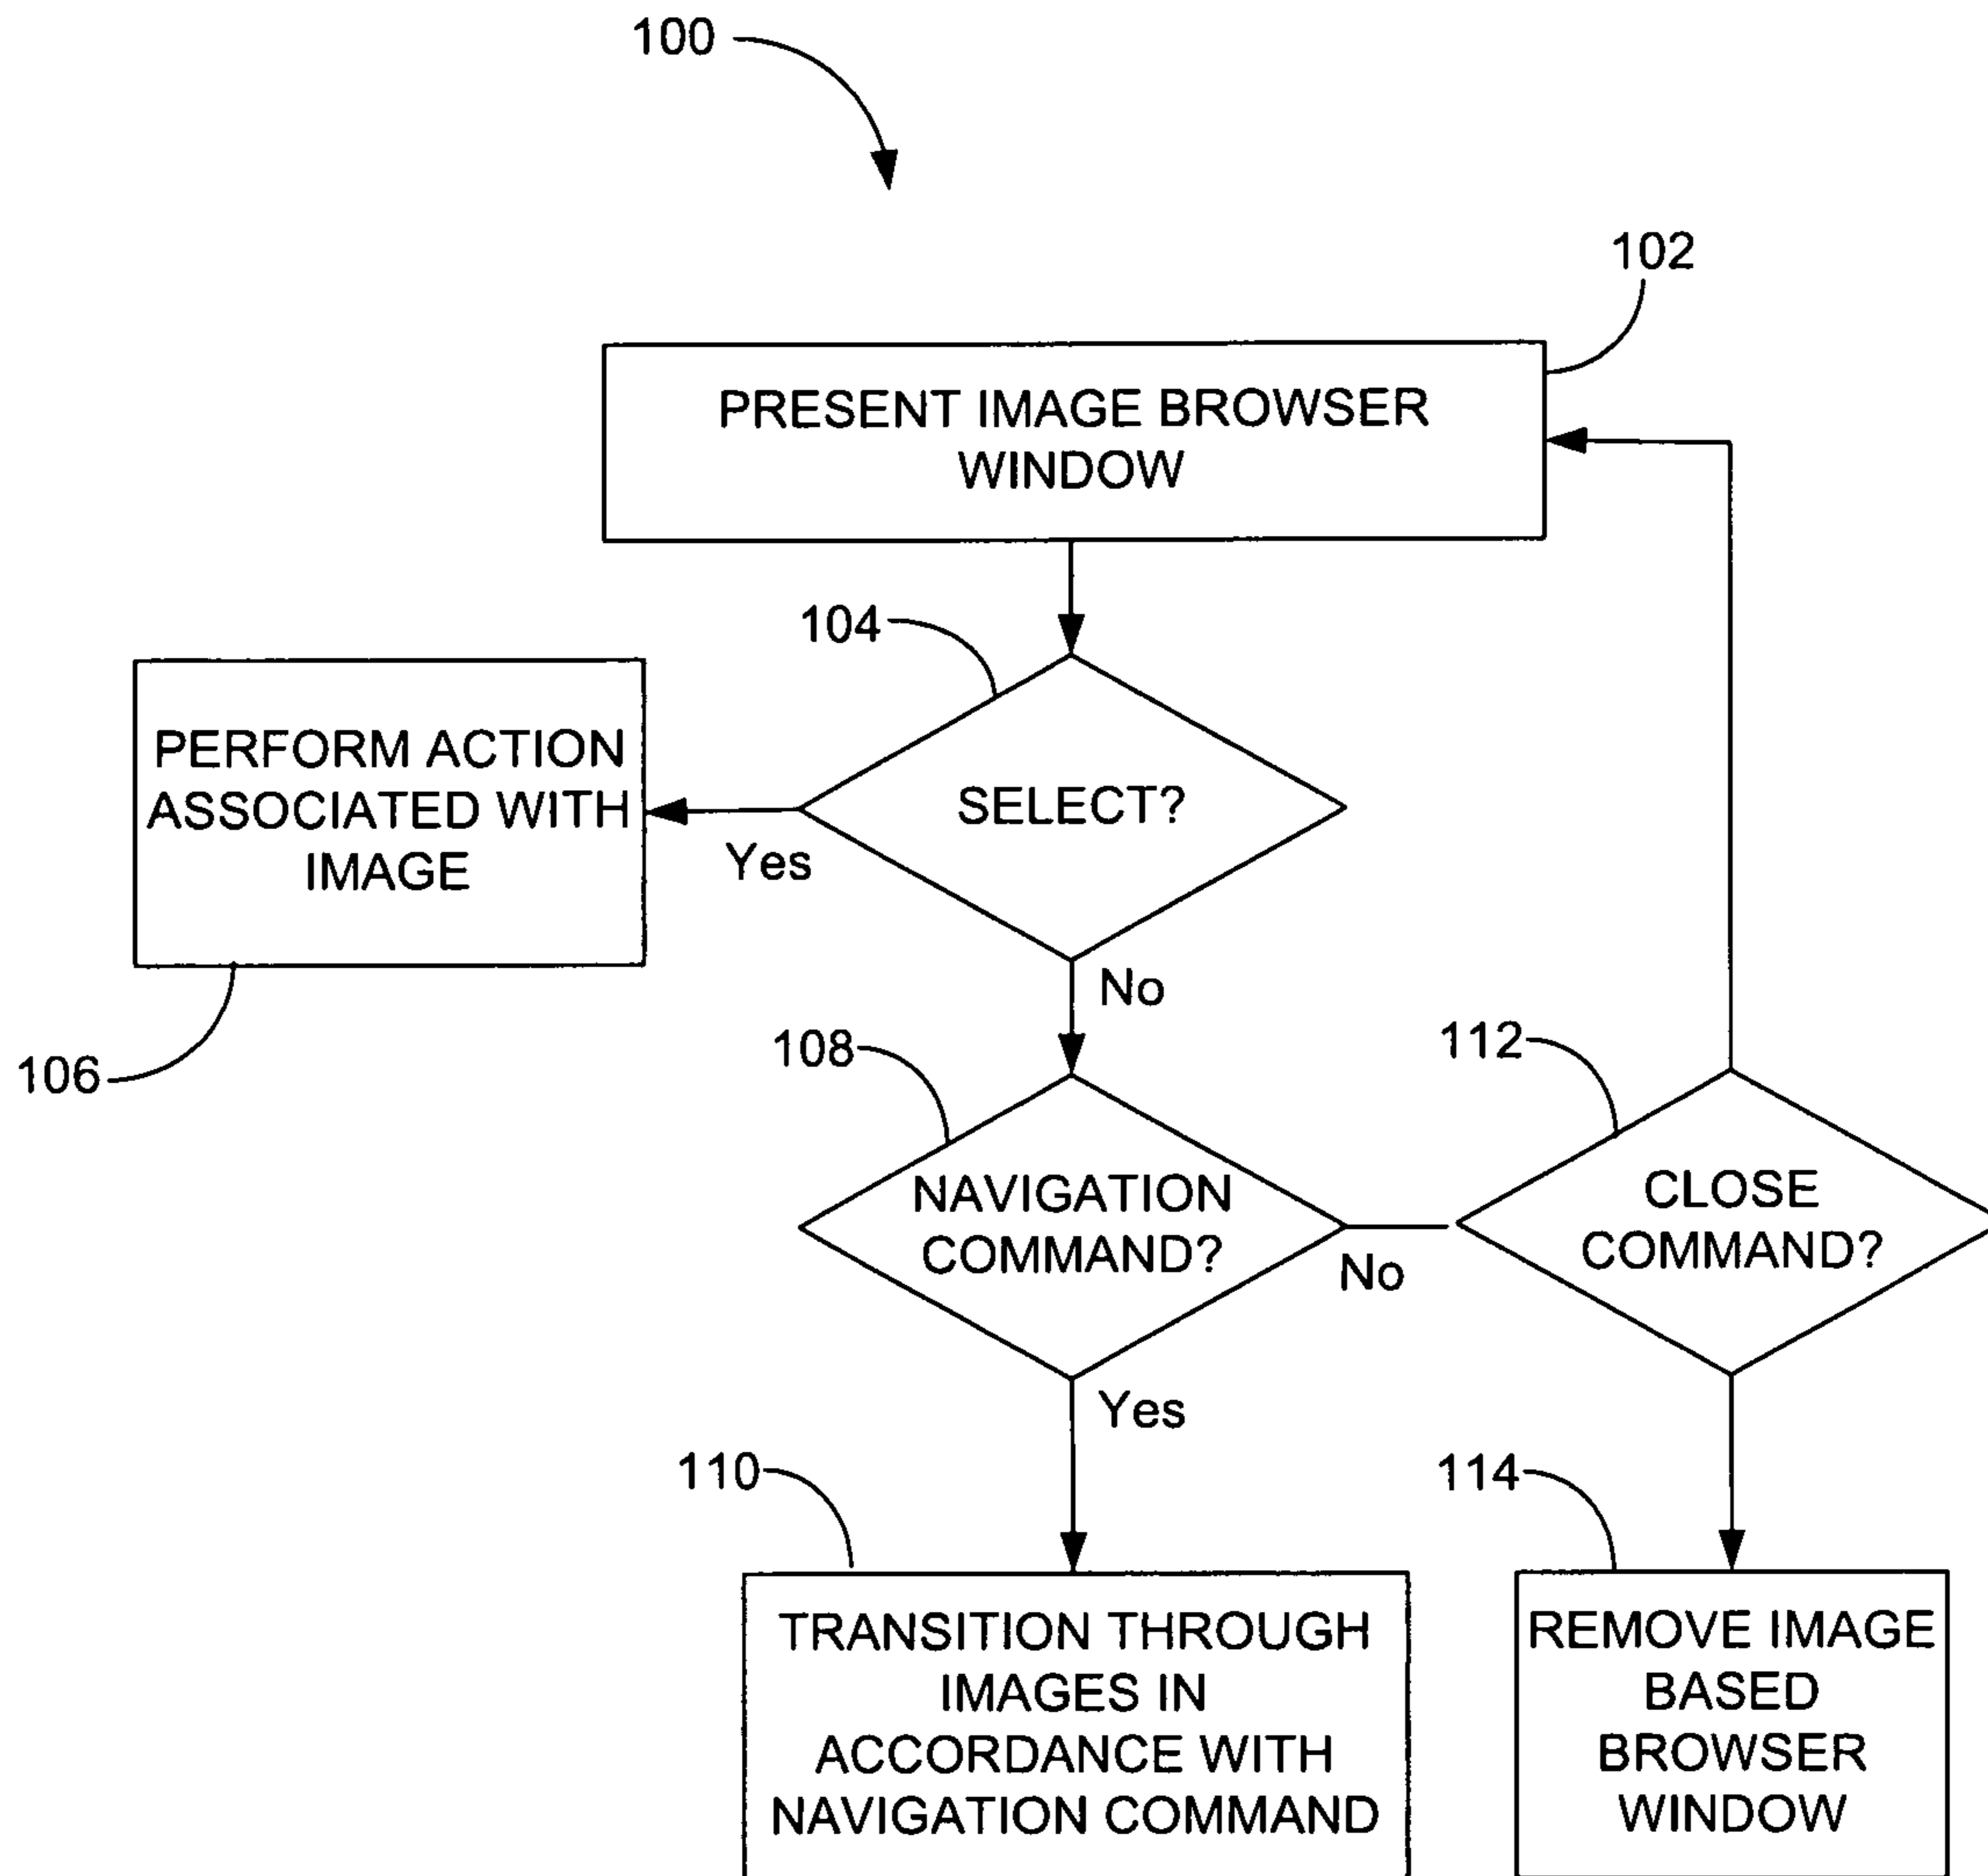 100
102
PRESENT IMAGE BROWSER
WINDOW
104
SELECT?
PERFORM ACTION
ASSOCIATED WITH
IMAGE
Yes
106
No
108
NAVIGATION
COMMAND?
No
112
CLOSE
COMMAND?
Yes
110
TRANSITION THROUGH
IMAGES IN
ACCORDANCE WITH
NAVIGATION COMMAND
114
REMOVE IMAGE
BASED
BROWSER
WINDOW